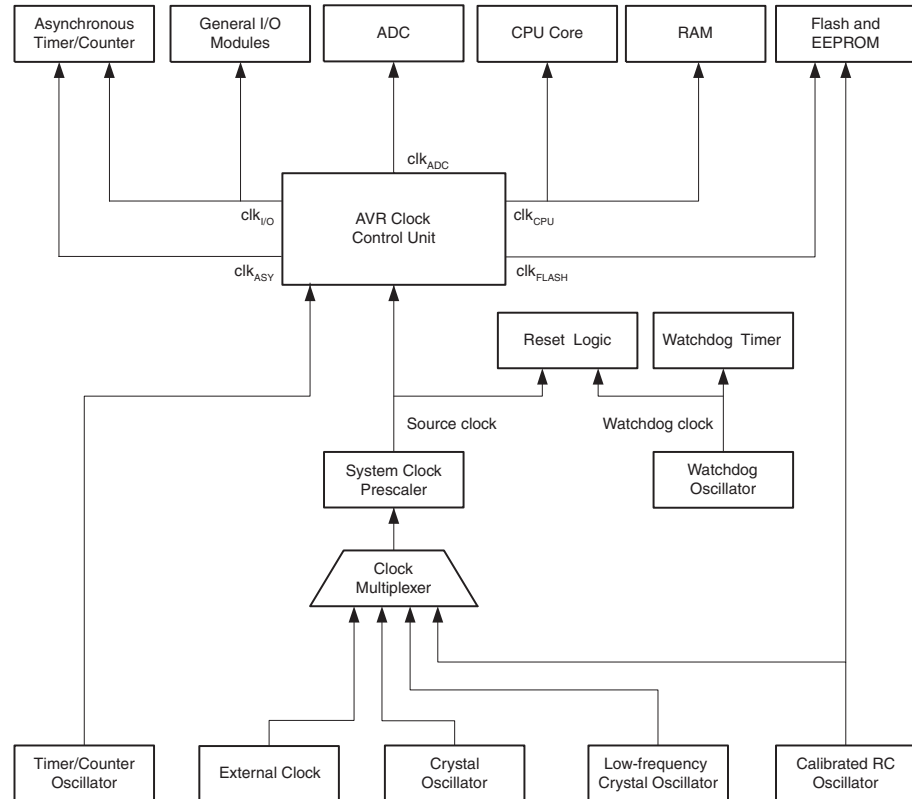 Asynchronous
Timer/Counter
General I/O
Modules
ADC
CPU Core
RAM
Flash and
EEPROM
clkADC
AVR Clock
Control Unit
clkI/O
clkCPU
clkASY
clkFLASH
Reset Logic
Watchdog Timer
Source clock
Watchdog clock
System Clock
Prescaler
Watchdog
Oscillator
Clock
Multiplexer
Timer/Counter
Oscillator
External Clock
Crystal
Oscillator
Low-frequency
Crystal Oscillator
Calibrated RC
Oscillator